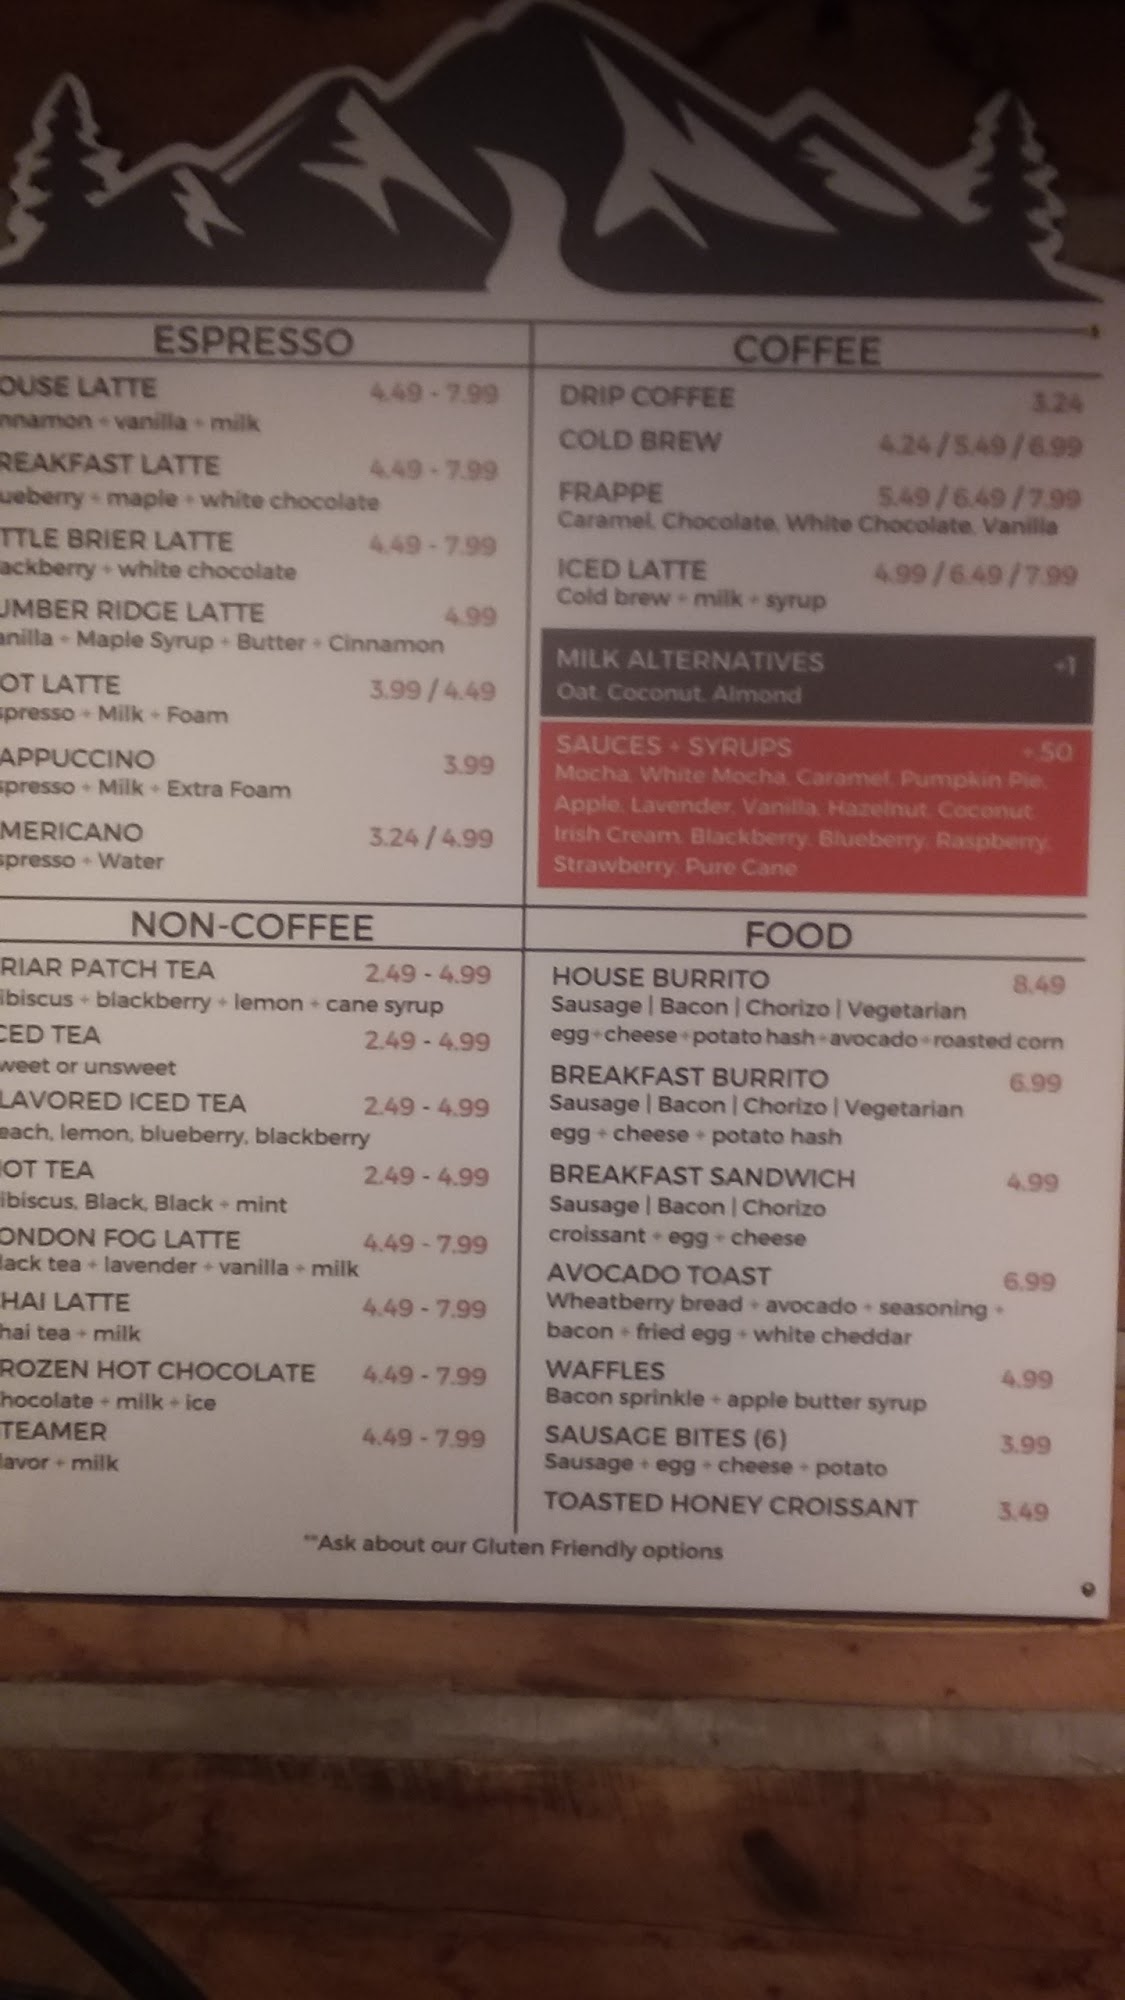 ESPRESSO
OUSE LATTE 4.49 - 7.99
nnamon + vanilla + milk
REAKFAST LATTE 4.49 - 7.99
ueberry + maple + white chocolate
TTLE BRIER LATTE 4.49 - 7.99
ackberry + white chocolate
UMBER RIDGE LATTE 4.99
anilla + Maple Syrup + Butter + Cinnamon
OT LATTE 3.99 / 4.49
spresso + Milk + Foam
APPUCCINO 3.99
spresso + Milk + Extra Foam
MERICANO 3.24 / 4.99
spresso + Water
COFFEE
DRIP COFFEE 3.24
COLD BREW 4.24 / 5.49 / 6.99
FRAPPE 5.49 / 6.49 / 7.99
Caramel, Chocolate, White Chocolate, Vanilla
ICED LATTE 4.99 / 6.49 / 7.99
Cold brew + milk + syrup
MILK ALTERNATIVES +1
Oat, Coconut, Almond
SAUCES + SYRUPS +.50
Mocha, White Mocha, Caramel, Pumpkin Pie,
Apple, Lavender, Vanilla, Hazelnut, Coconut,
Irish Cream, Blackberry, Blueberry, Raspberry,
Strawberry, Pure Cane
NON-COFFEE
RIAR PATCH TEA 2.49 - 4.99
ibiscus + blackberry + lemon + cane syrup
CED TEA 2.49 - 4.99
weet or unsweet
LAVORED ICED TEA 2.49 - 4.99
each, lemon, blueberry, blackberry
HOT TEA 2.49 - 4.99
ibiscus, Black, Black + mint
ONDON FOG LATTE 4.49 - 7.99
lack tea + lavender + vanilla + milk
HAI LATTE 4.49 - 7.99
hai tea + milk
ROZEN HOT CHOCOLATE 4.49 - 7.99
hocolate + milk + ice
TEAMER 4.49 - 7.99
lavor + milk
FOOD
HOUSE BURRITO 8.49
Sausage | Bacon | Chorizo | Vegetarian
egg + cheese + potato hash + avocado + roasted corn
BREAKFAST BURRITO 6.99
Sausage | Bacon | Chorizo | Vegetarian
egg + cheese + potato hash
BREAKFAST SANDWICH 4.99
Sausage | Bacon | Chorizo
croissant + egg + cheese
AVOCADO TOAST 6.99
Wheatberry bread + avocado + seasoning +
bacon + fried egg + white cheddar
WAFFLES 4.99
Bacon sprinkle + apple butter syrup
SAUSAGE BITES (6) 3.99
Sausage + egg + cheese + potato
TOASTED HONEY CROISSANT 3.49
**Ask about our Gluten Friendly options